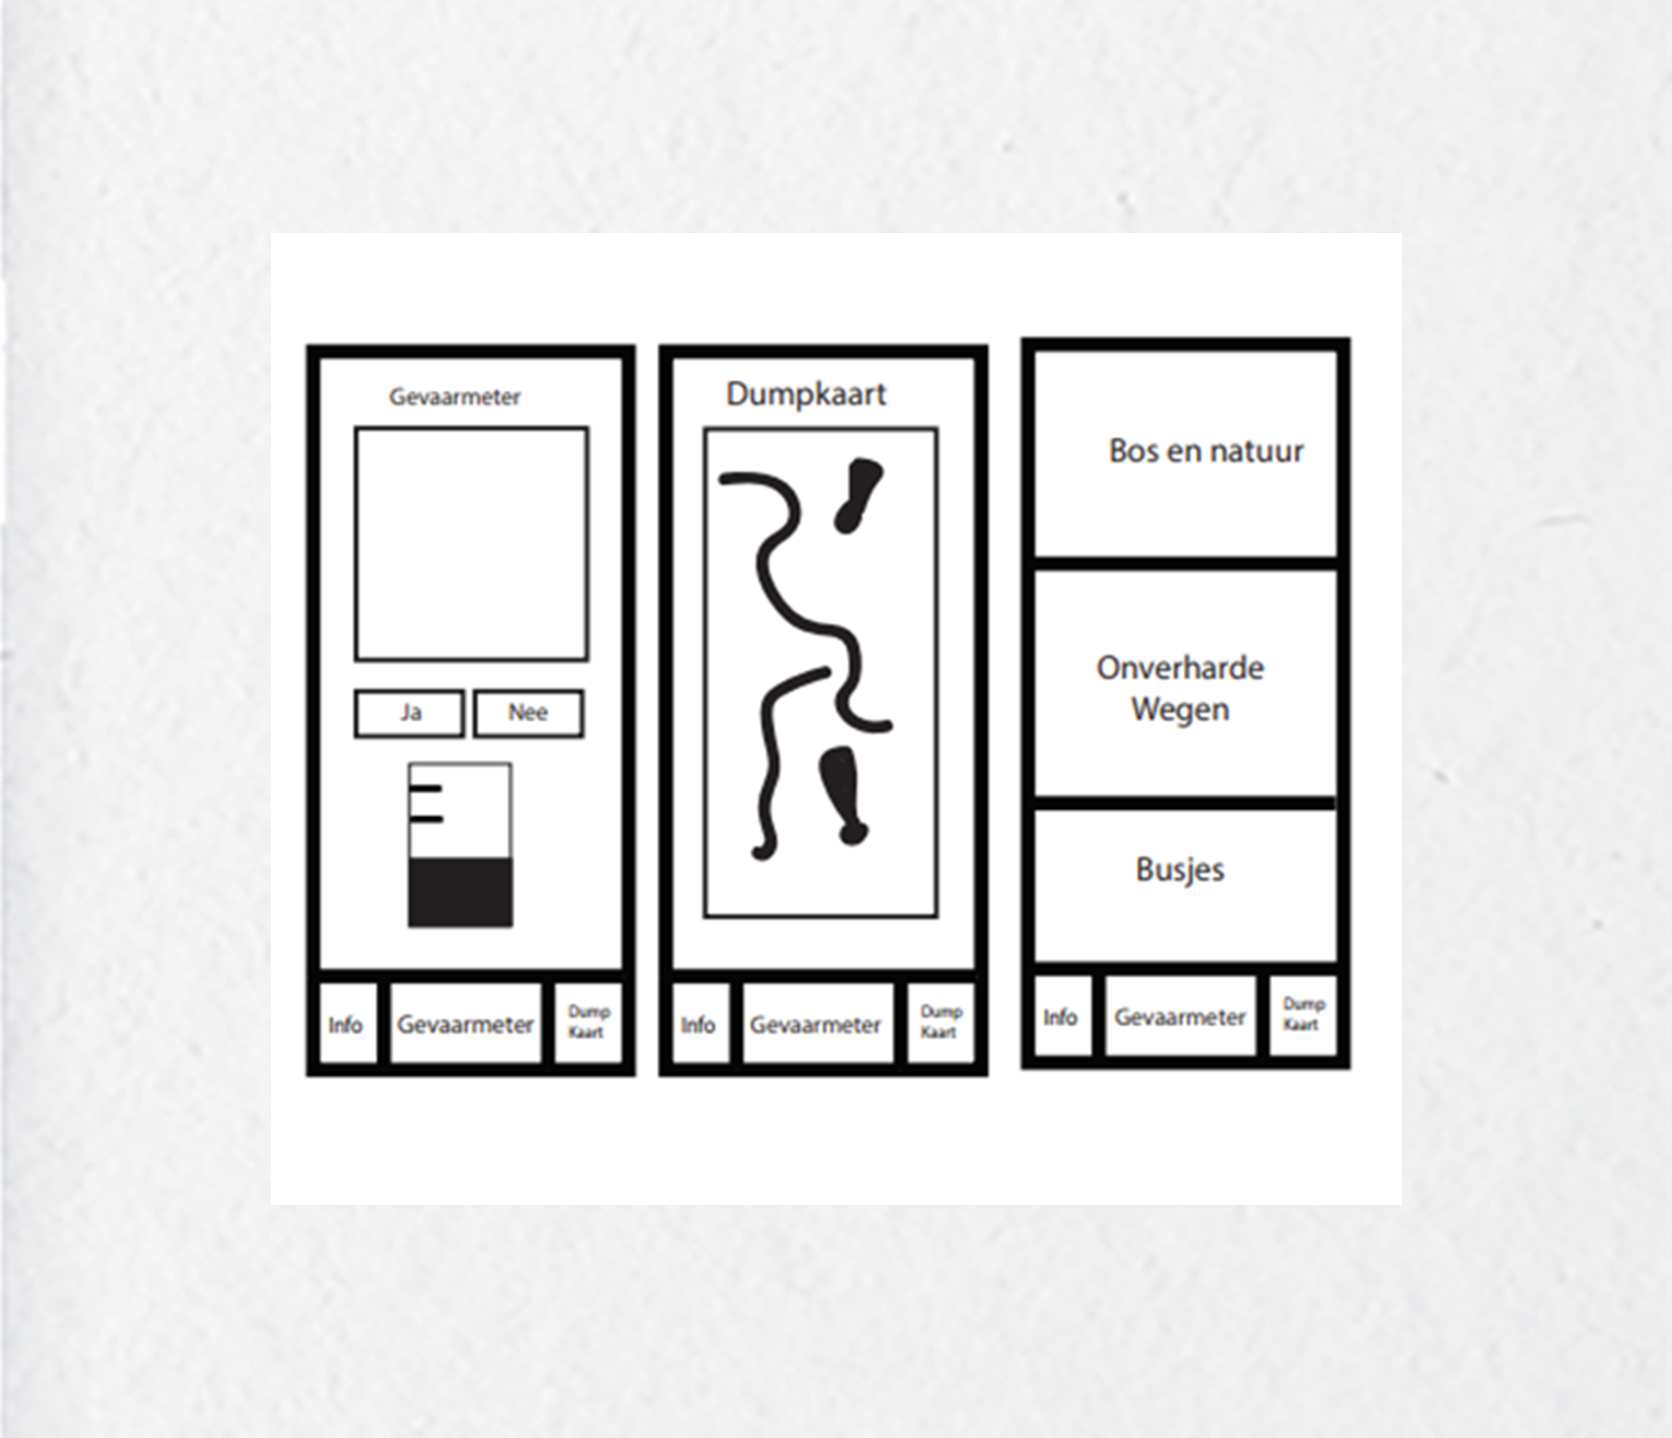 Gevaarmeter
Ja
Nee
Info
Gevaarmeter
Dump
Kaart
Dumpkaart
Info
Gevaarmeter
Dump
Kaart
Bos en natuur
Onverharde
Wegen
Busjes
Info
Gevaarmeter
Dump
Kaart